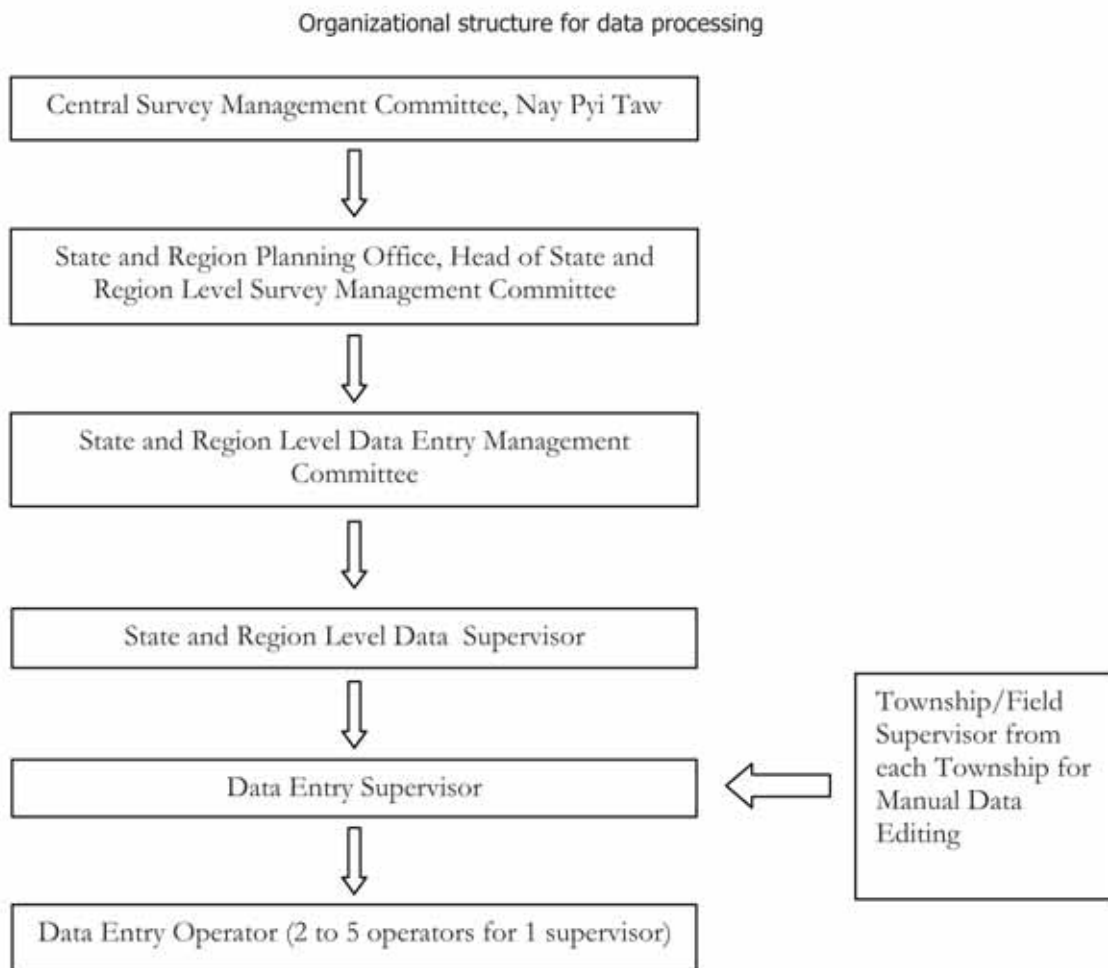 Organizational structure for data processing
Central Survey Management Committee, Nay Pyi Taw
State and Region Planning Office, Head of State and
Region Level Survey Management Committee
State and Region Level Data Entry Management
Committee
State and Region Level Data Supervisor
Data Entry Supervisor
Township/Field
Supervisor from
each Township for
Manual Data
Editing
Data Entry Operator (2 to 5 operators for 1 supervisor)